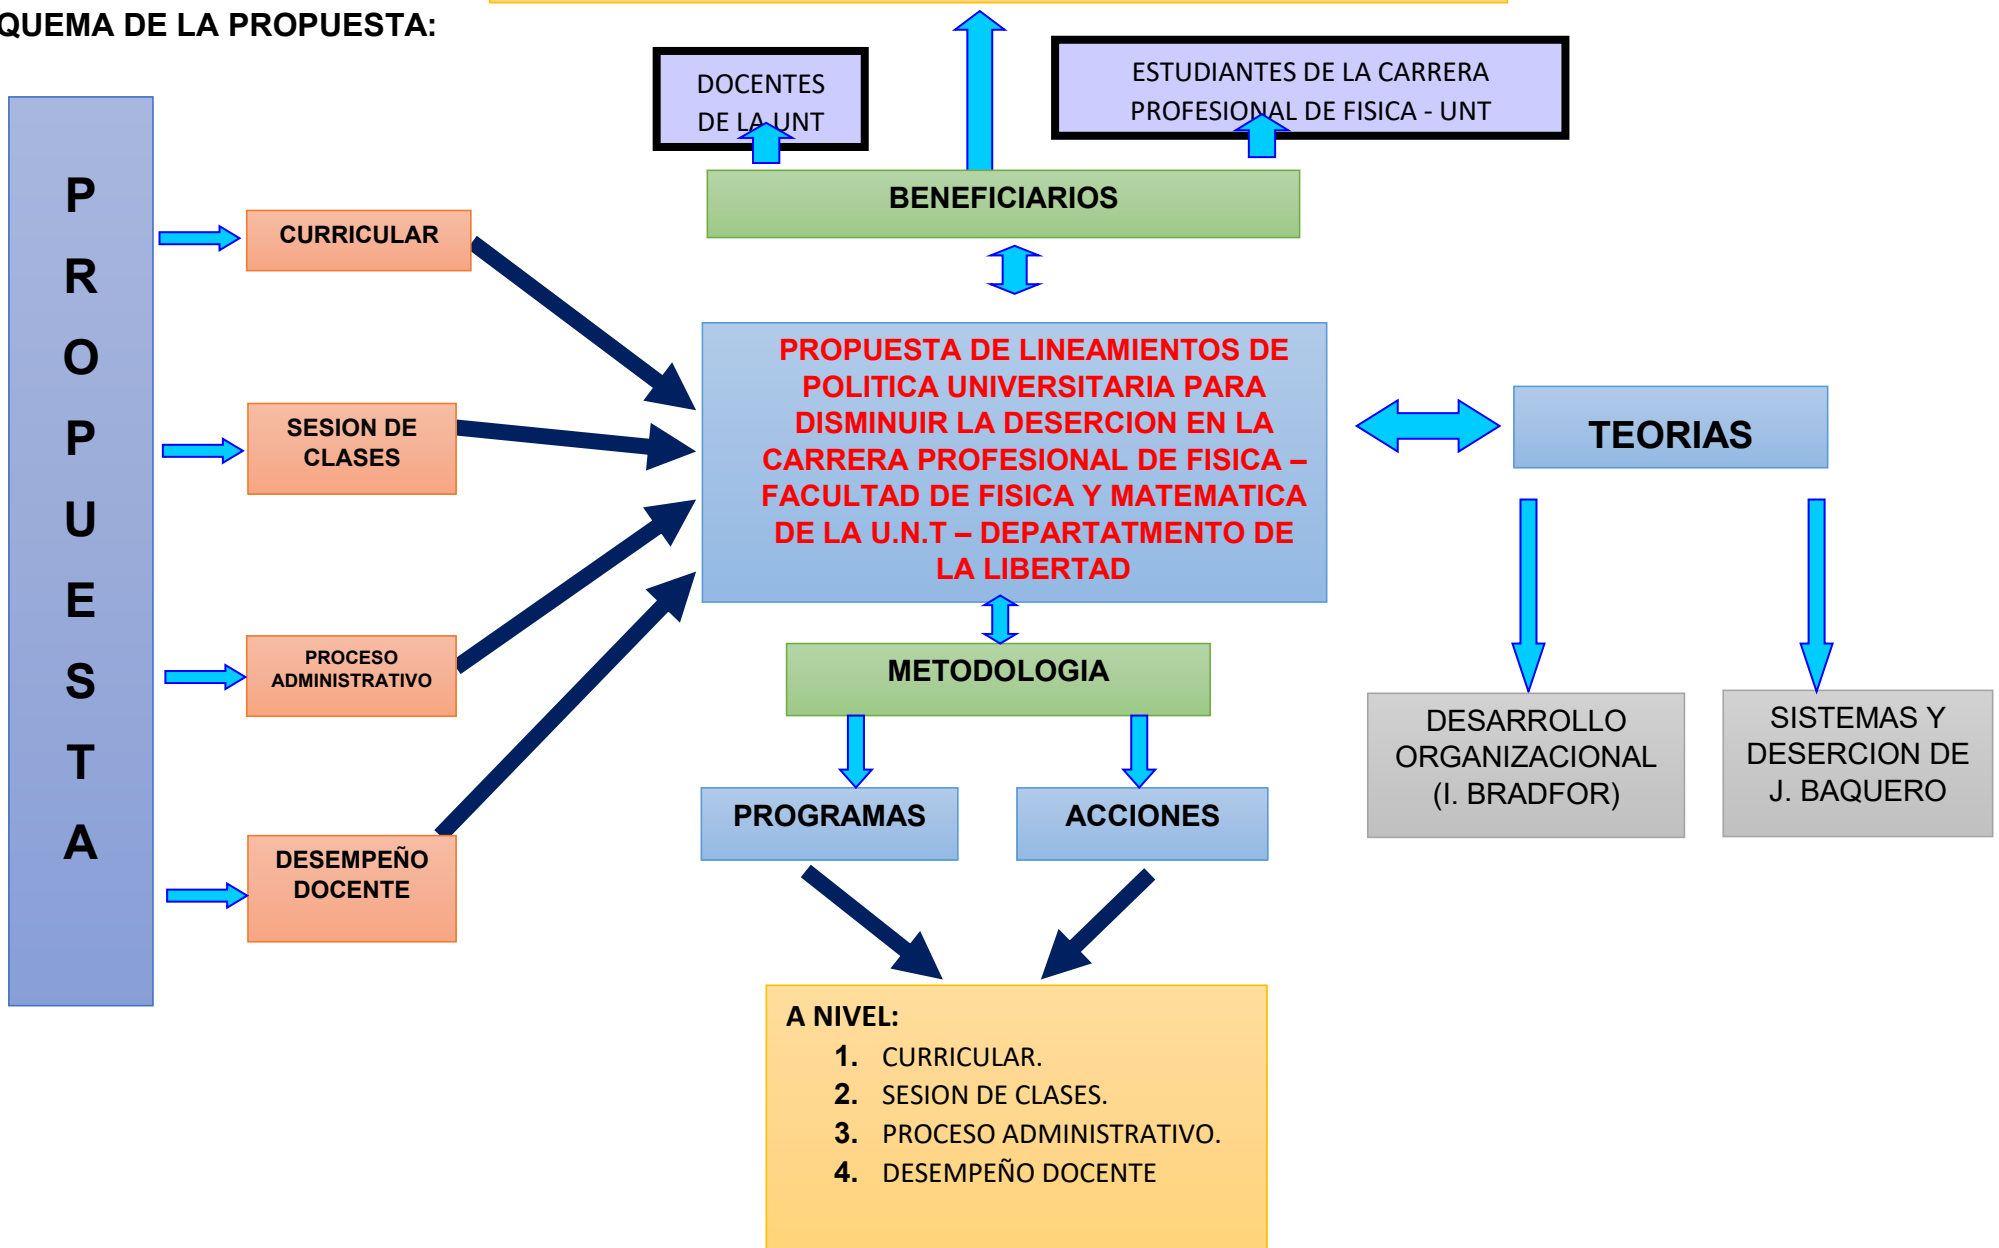 QUEMA DE LA PROPUESTA:
DOCENTES
DE LA UNT
ESTUDIANTES DE LA CARRERA
PROFESIONAL DE FISICA - UNT
BENEFICIARIOS
P
R
O
P
U
E
S
T
A
CURRICULAR
SESION DE
CLASES
PROCESO
ADMINISTRATIVO
DESEMPEÑO
DOCENTE
PROPUESTA DE LINEAMIENTOS DE
POLITICA UNIVERSITARIA PARA
DISMINUIR LA DESERCION EN LA
CARRERA PROFESIONAL DE FISICA –
FACULTAD DE FISICA Y MATEMATICA
DE LA U.N.T – DEPARTATMENTO DE
LA LIBERTAD
TEORIAS
DESARROLLO
ORGANIZACIONAL
(I. BRADFOR)
SISTEMAS Y
DESERCION DE
J. BAQUERO
METODOLOGIA
PROGRAMAS
ACCIONES
A NIVEL:
1. CURRICULAR.
2. SESION DE CLASES.
3. PROCESO ADMINISTRATIVO.
4. DESEMPEÑO DOCENTE